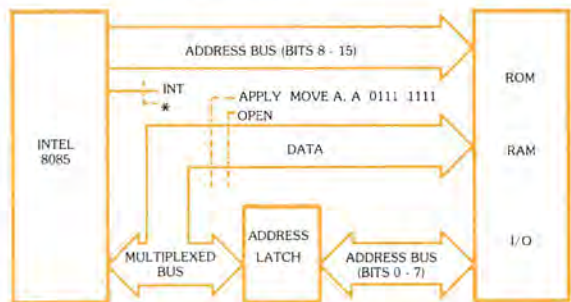 ADDRESS BUS (BITS 8 - 15)
ROM
INT
*
APPLY MOVE A, A 0111 1111
OPEN
INTEL
8085
DATA
RAM
MULTIPLEXED
BUS
ADDRESS
LATCH
ADDRESS BUS
(BITS 0 - 7)
I/O